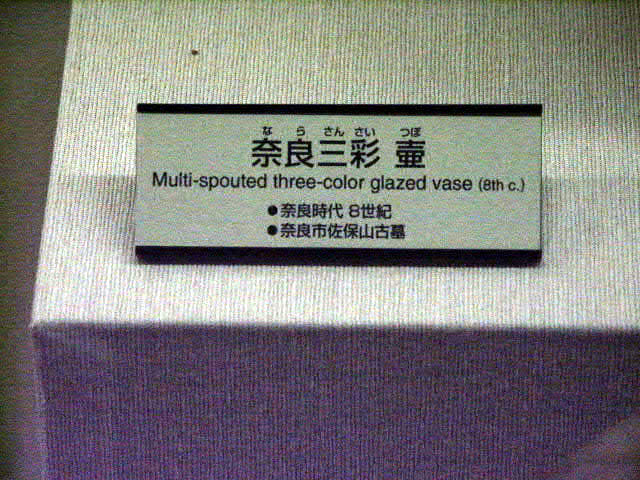 な ら さん さい つぼ
奈良三彩 壷
Multi-spouted three-color glazed vase (8th c.)
●奈良時代 8世紀
●奈良市佐保山古墓